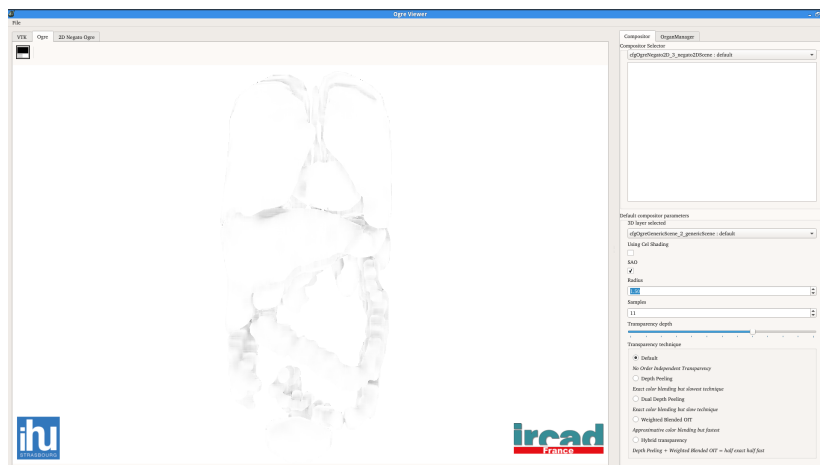 Ogre Viewer
File
VTK Ogre 2D Negato Ogre
Compositor OrganManager
Compositor Selector
cfgOgreNegato2D_3_negato2DScene : default
Default compositor parameters
3D layer selected
cfgOgreGenericScene_2_genericScene : default
Using Cel Shading
SAO
Radius
Samples
11
Transparency depth
Transparency technique
Default
No Order Independent Transparency
Depth Peeling
Exact color blending but slowest technique
Dual Depth Peeling
Exact color blending but slow technique
Weighted Blended OIT
Approximative color blending but fastest
Hybrid transparency
Depth Peeling + Weighted Blended OIT = half exact half fast
ihu
STRASBOURG
ircad
France